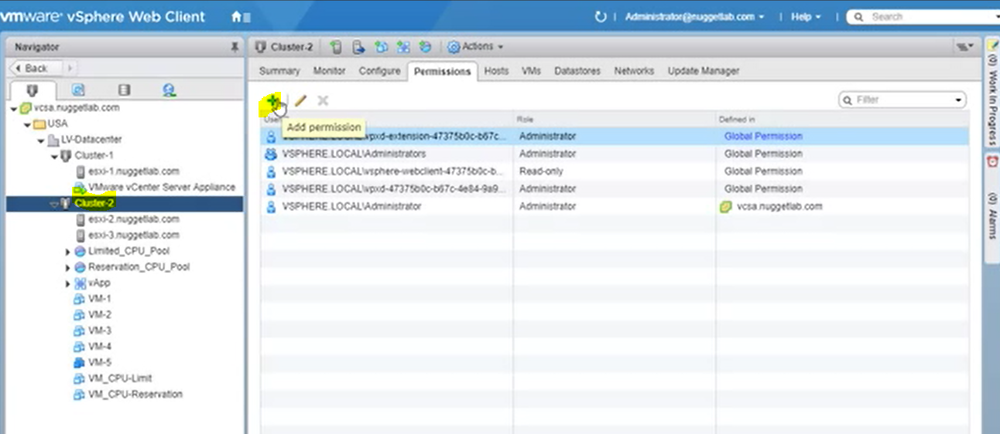 vmware® vSphere Web Client
Administrator@nuggetlab.com
Help
Search
Navigator
Back
vcsa.nuggetlab.com
USA
LV-Datacenter
Cluster-1
esxi-1.nuggetlab.com
VMware vCenter Server Appliance
Cluster-2
esxi-2.nuggetlab.com
esxi-3.nuggetlab.com
Limited_CPU_Pool
Reservation_CPU_Pool
vApp
VM-1
VM-2
VM-3
VM-4
VM-5
VM_CPU-Limit
VM_CPU-Reservation
Cluster-2 Actions
Summary Monitor Configure Permissions Hosts VMs Datastores Networks Update Manager
Filter
Add permission
Role Defined in
vpxd-extension-47375b0c-b67c... Administrator Global Permission
VSPHERE.LOCAL\Administrators Administrator Global Permission
VSPHERE.LOCAL\vsphere-webclient-47375b0c-b... Read-only Global Permission
VSPHERE.LOCAL\vpxd-47375b0c-b67c-4e84-9a9... Administrator Global Permission
VSPHERE.LOCAL\Administrator Administrator vcsa.nuggetlab.com
(0) Work In Progress
(0) Alarms